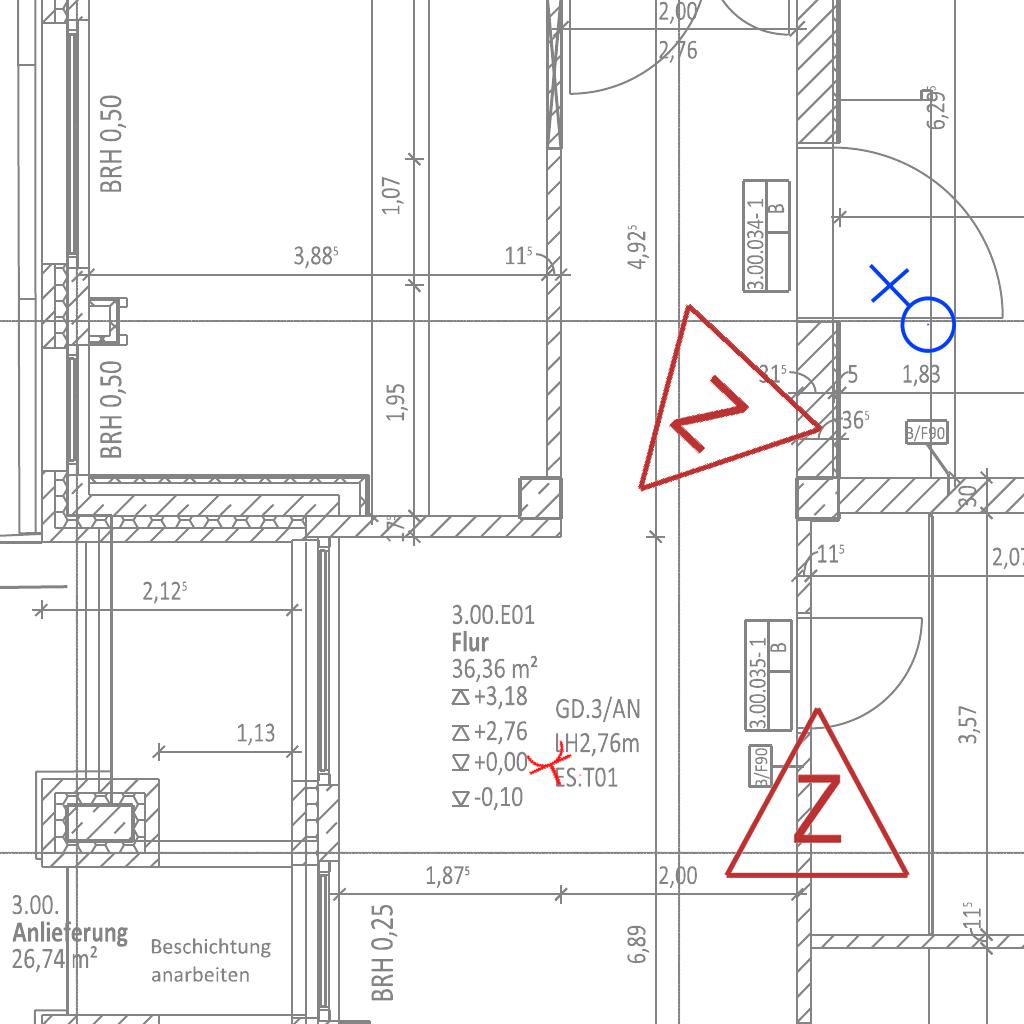 2,00
2,76
6,29⁵
BRH 0,50
1,07
3.00.034- 1
B
4,92⁵
3,88⁵
11⁵
31⁵
5
1,83
BRH 0,50
1,95
N
36⁵
B/F90
30
17⁵
11⁵
2,07
2,12⁵
3.00.E01
Flur
36,36 m²
+3,18
+2,76
+0,00
-0,10
GD.3/AN
LH2,76m
ES:T01
3.00.035- 1
B
B/F90
3,57
1,13
Z
1,87⁵
2,00
3.00.
Anlieferung
26,74 m²
Beschichtung
anarbeiten
BRH 0,25
6,89
11⁵